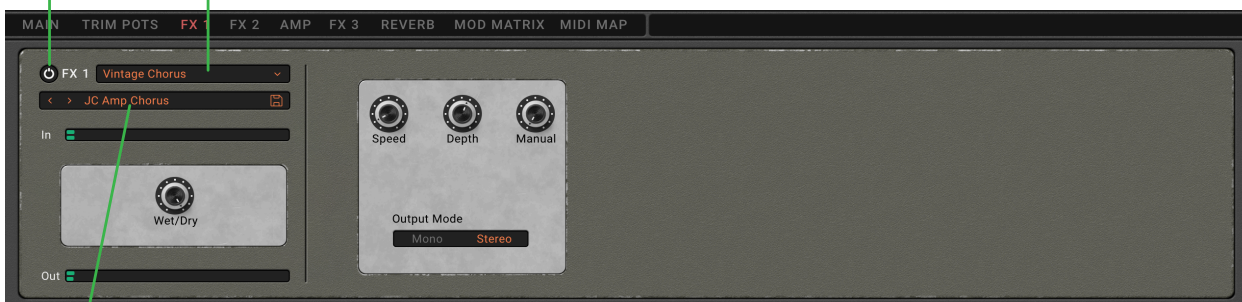 MAIN TRIM POTS FX 1 FX 2 AMP FX 3 REVERB MOD MATRIX MIDI MAP
FX 1 Vintage Chorus
JC Amp Chorus
In
Wet/Dry
Out
Speed Depth Manual
Output Mode
Mono Stereo